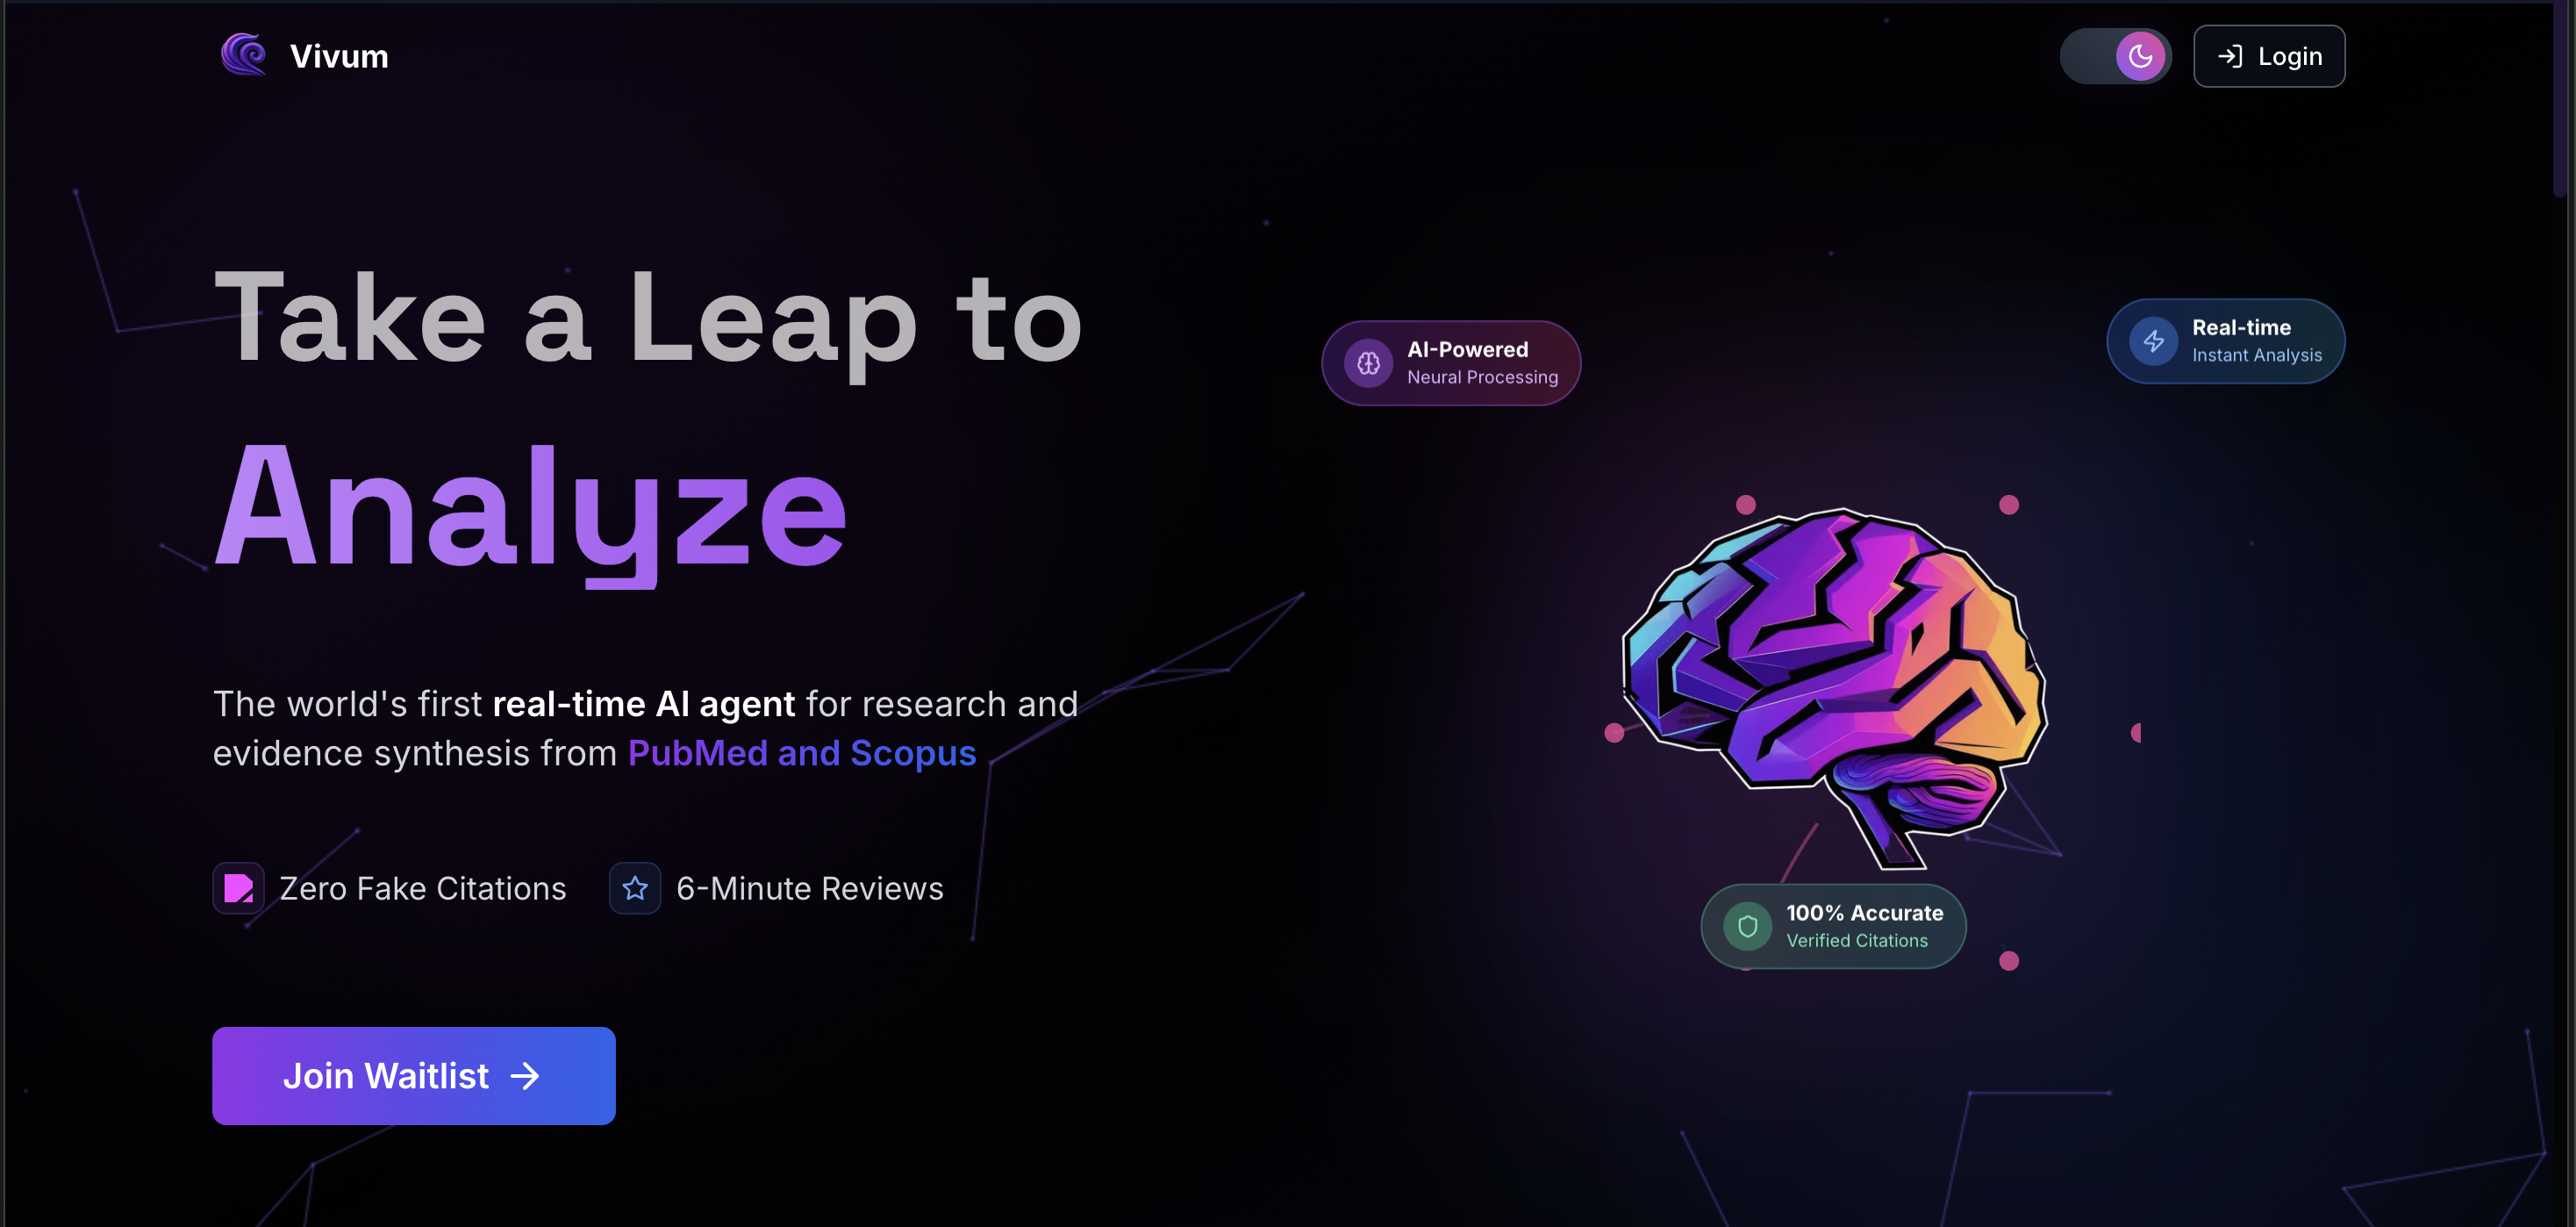 Vivum
Login
Take a Leap to
Analyze
The world's first real-time AI agent for research and
evidence synthesis from PubMed and Scopus
Zero Fake Citations
6-Minute Reviews
Join Waitlist
AI-Powered
Neural Processing
Real-time
Instant Analysis
100% Accurate
Verified Citations